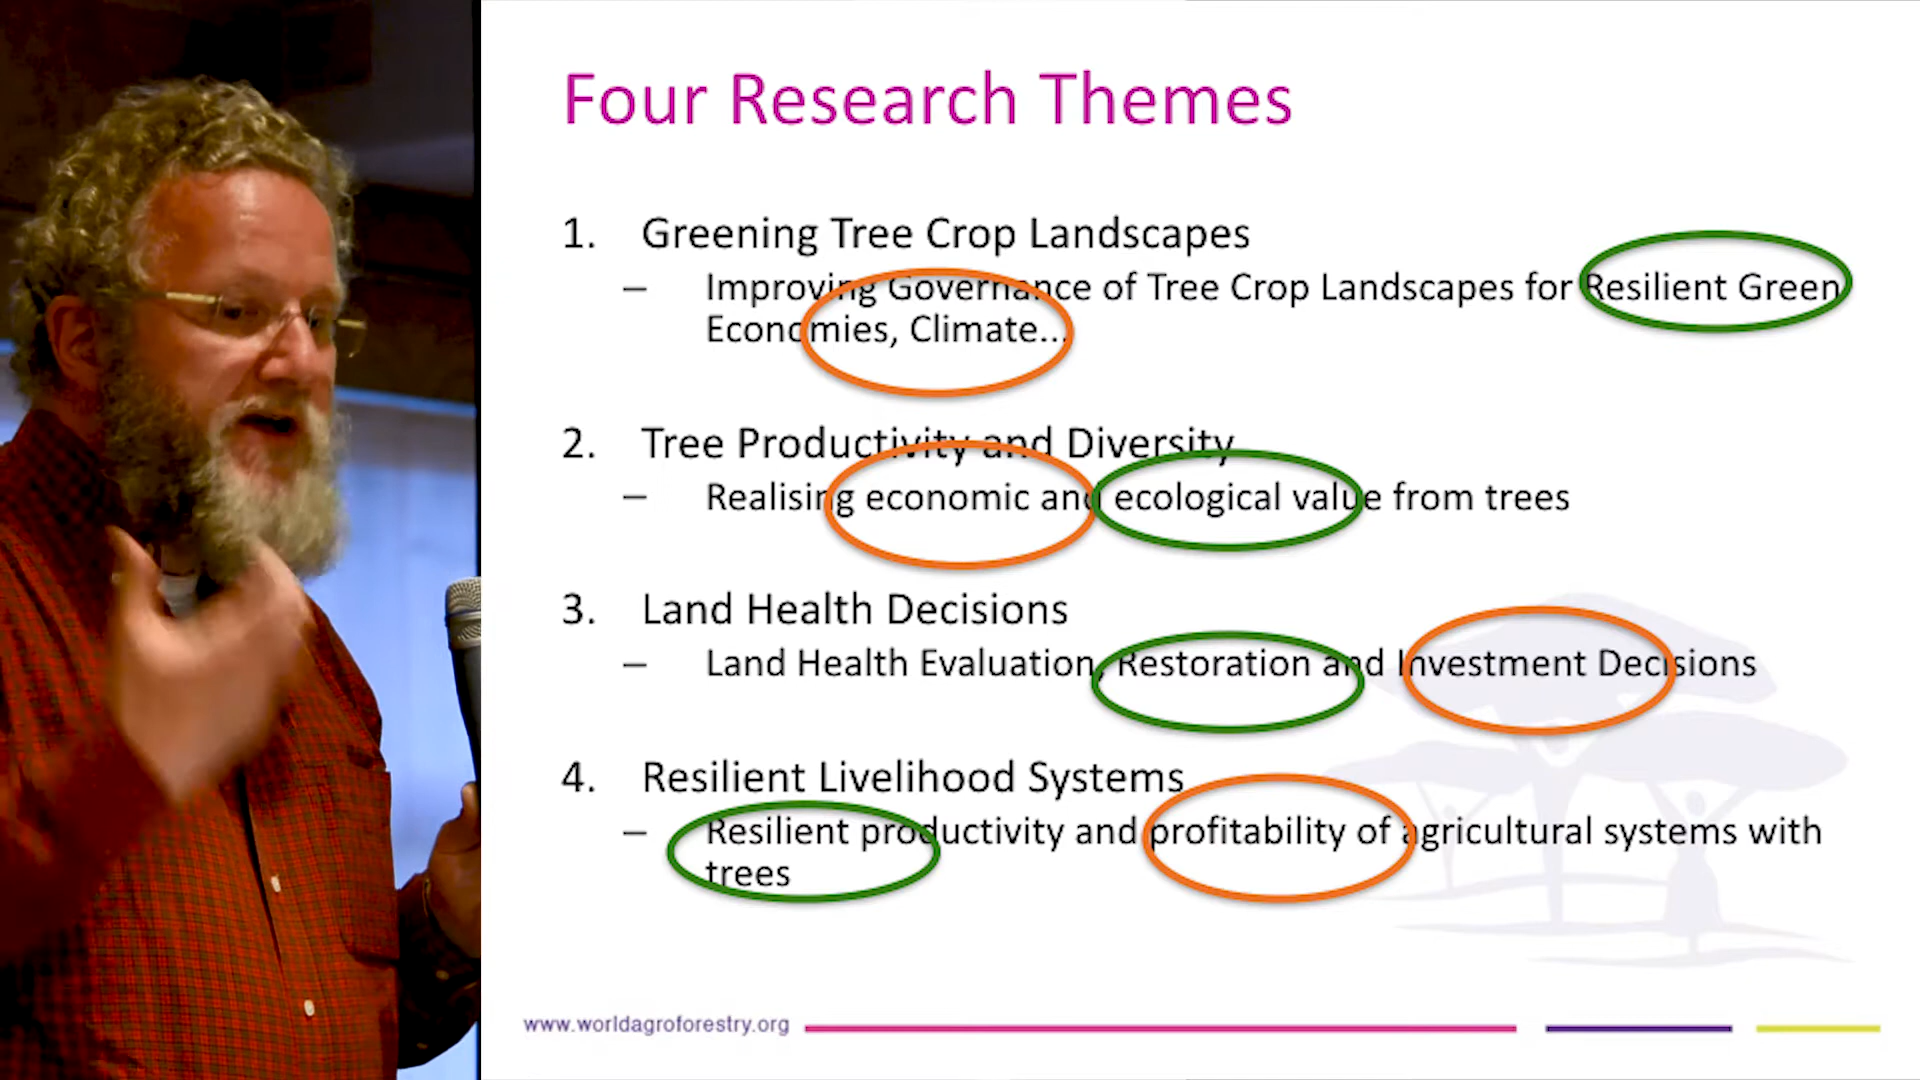 Four Research Themes
1. Greening Tree Crop Landscapes
– Improving Governance of Tree Crop Landscapes for Resilient Green
Economies, Climate...
2. Tree Productivity and Diversity
– Realising economic and ecological value from trees
3. Land Health Decisions
– Land Health Evaluation, Restoration and Investment Decisions
4. Resilient Livelihood Systems
– Resilient productivity and profitability of agricultural systems with
trees
www.worldagroforestry.org